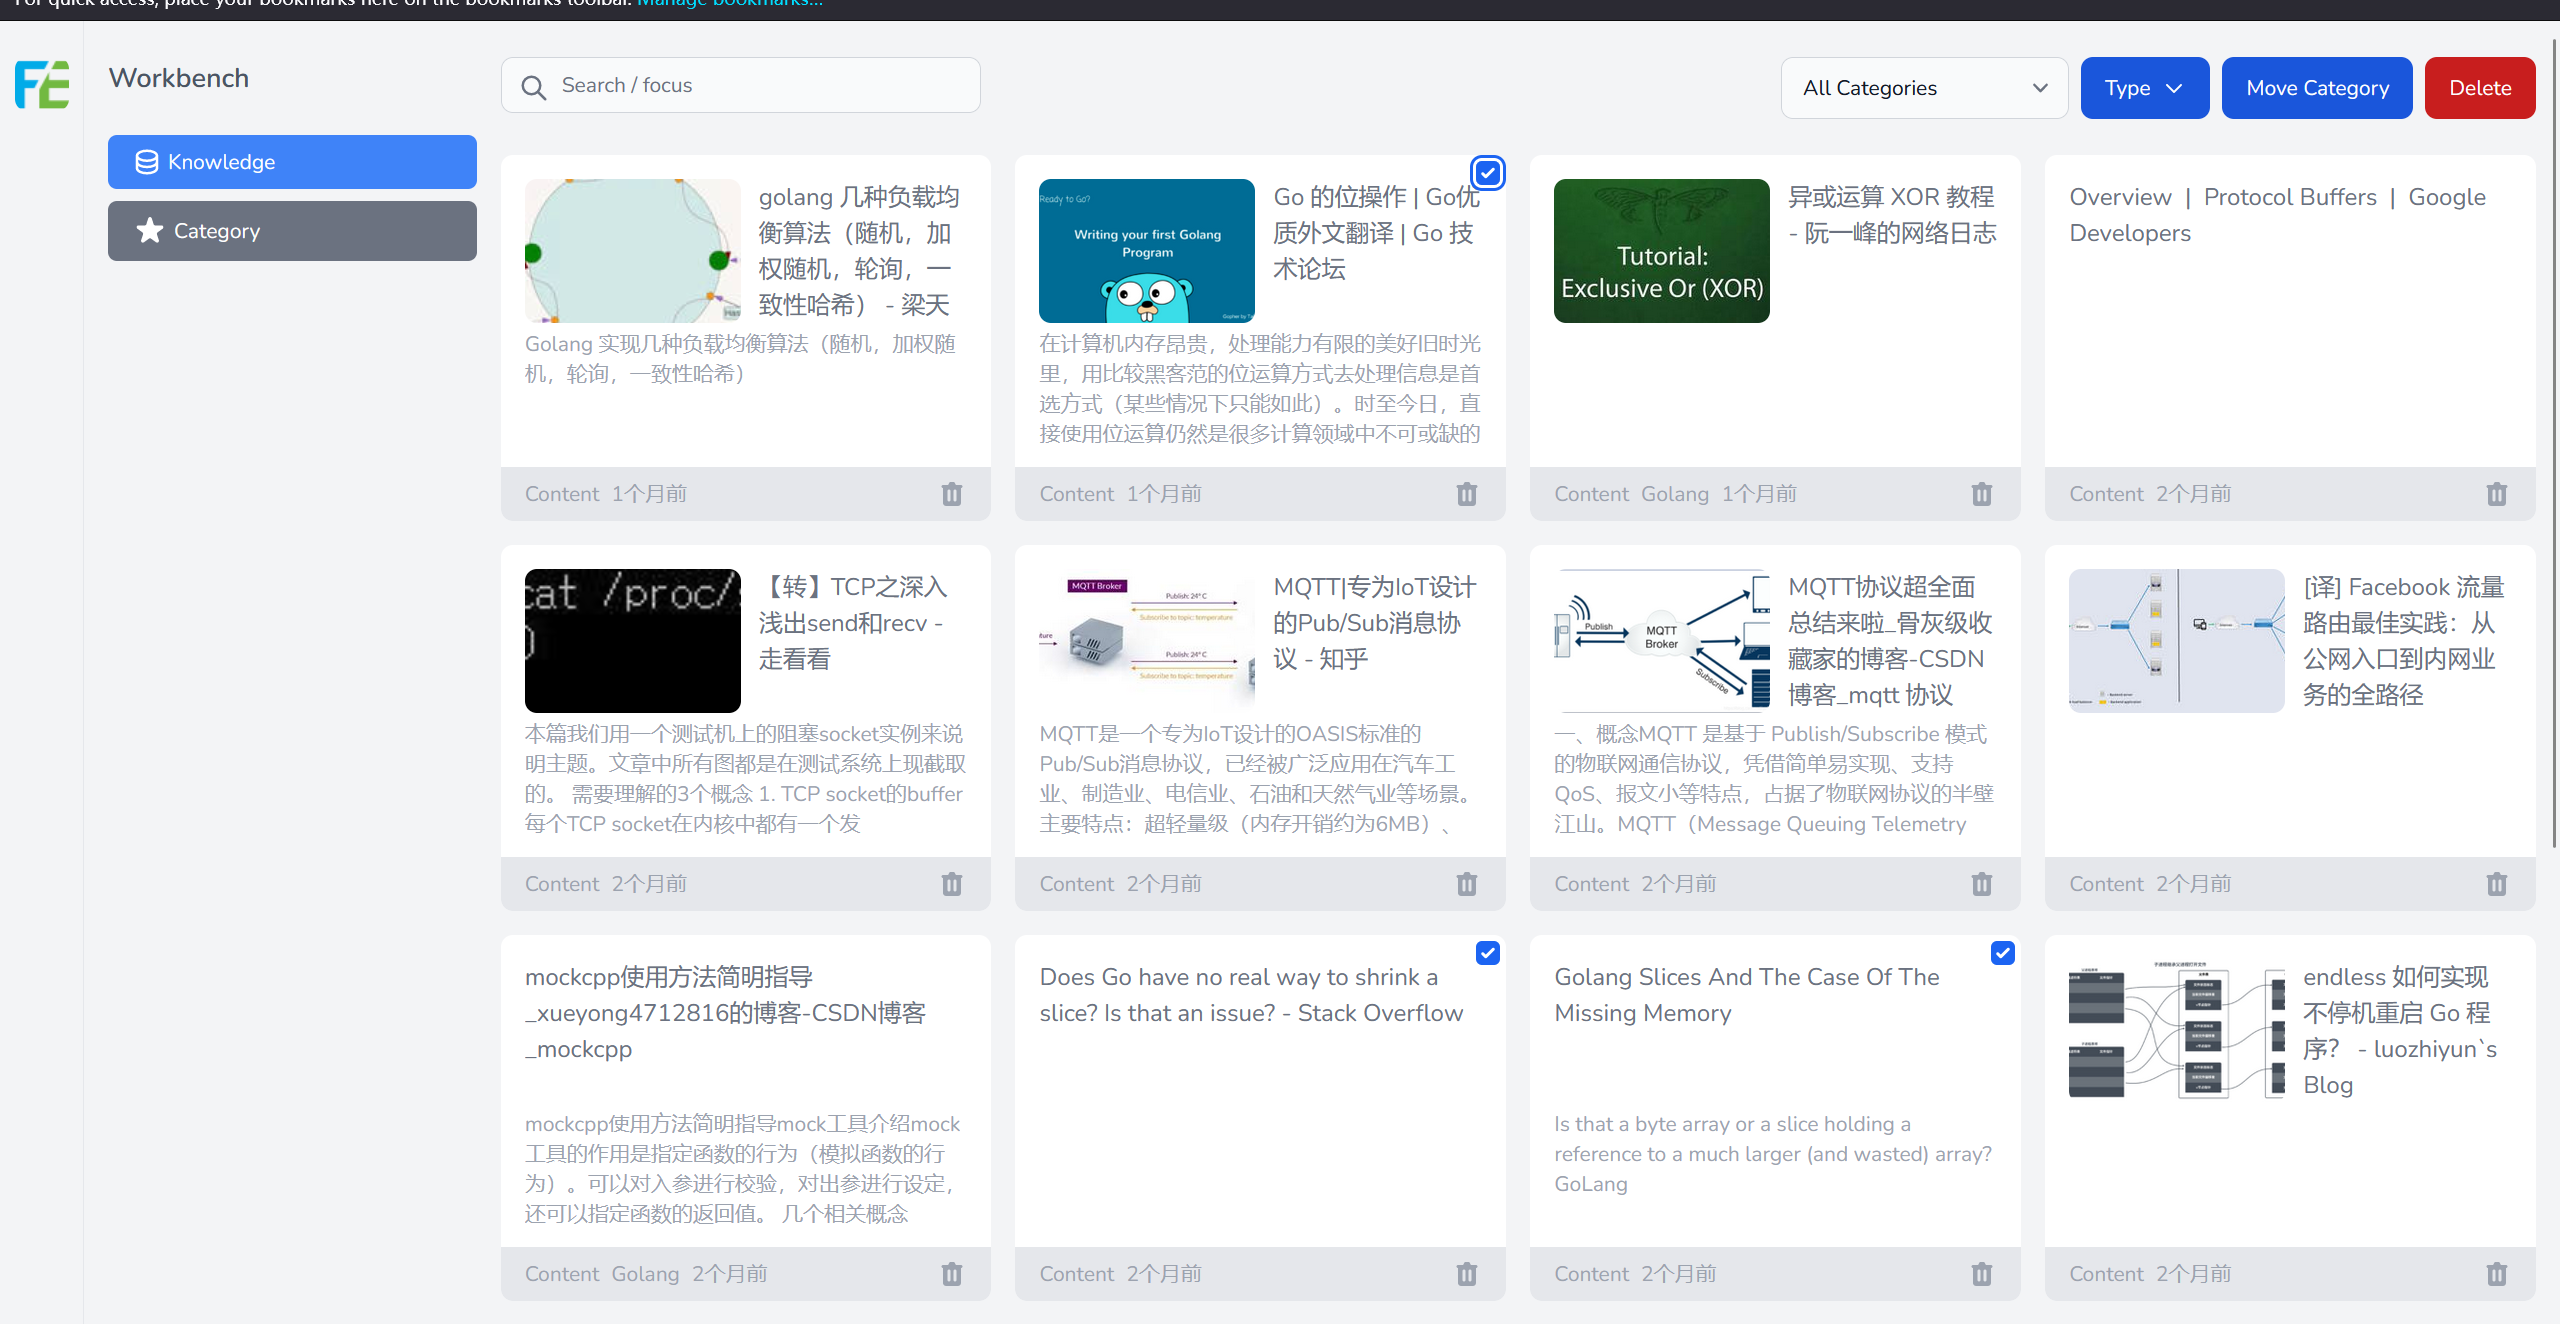 For quick access, place your bookmarks here on the bookmarks toolbar. Manage bookmarks...
FE
Workbench
Search / focus
All Categories
Type
Move Category
Delete
Knowledge
Category
golang 几种负载均
衡算法（随机，加
权随机，轮询，一
致性哈希） - 梁天
Golang 实现几种负载均衡算法（随机，加权随
机，轮询，一致性哈希）
Content 1个月前
Ready to Go?
Writing your first Golang
Program
Go 的位操作 | Go优
质外文翻译 | Go 技
术论坛
在计算机内存昂贵，处理能力有限的美好旧时光
里，用比较黑客范的位运算方式去处理信息是首
选方式（某些情况下只能如此）。时至今日，直
接使用位运算仍然是很多计算领域中不可或缺的
Content 1个月前
Tutorial:
Exclusive Or (XOR)
异或运算 XOR 教程
- 阮一峰的网络日志
Content Golang 1个月前
Overview | Protocol Buffers | Google
Developers
Content 2个月前
cat /proc/
【转】TCP之深入
浅出send和recv -
走看看
本篇我们用一个测试机上的阻塞socket实例来说
明主题。文章中所有图都是在测试系统上现截取
的。 需要理解的3个概念 1. TCP socket的buffer
每个TCP socket在内核中都有一个发
Content 2个月前
MQTT Broker
Publish: 24° C
Subscribe to topic: temperature
Publish: 24° C
Subscribe to topic: temperature
MQTT|专为IoT设计
的Pub/Sub消息协
议 - 知乎
MQTT是一个专为IoT设计的OASIS标准的
Pub/Sub消息协议，已经被广泛应用在汽车工
业、制造业、电信业、石油和天然气业等场景。
主要特点：超轻量级（内存开销约为6MB）、
Content 2个月前
Publish
MQTT
Broker
Subscribe
MQTT协议超全面
总结来啦_骨灰级收
藏家的博客-CSDN
博客_mqtt 协议
一、概念MQTT 是基于 Publish/Subscribe 模式
的物联网通信协议，凭借简单易实现、支持
QoS、报文小等特点，占据了物联网协议的半壁
江山。MQTT（Message Queuing Telemetry
Content 2个月前
[译] Facebook 流量
路由最佳实践：从
公网入口到内网业
务的全路径
Content 2个月前
mockcpp使用方法简明指导
_xueyong4712816的博客-CSDN博客
_mockcpp
mockcpp使用方法简明指导mock工具介绍mock
工具的作用是指定函数的行为（模拟函数的行
为）。可以对入参进行校验，对出参进行设定，
还可以指定函数的返回值。 几个相关概念
Content Golang 2个月前
Does Go have no real way to shrink a
slice? Is that an issue? - Stack Overflow
Content 2个月前
Golang Slices And The Case Of The
Missing Memory
Is that a byte array or a slice holding a
reference to a much larger (and wasted) array?
GoLang
Content 2个月前
endless 如何实现
不停机重启 Go 程
序？ - luozhiyun`s
Blog
Content 2个月前